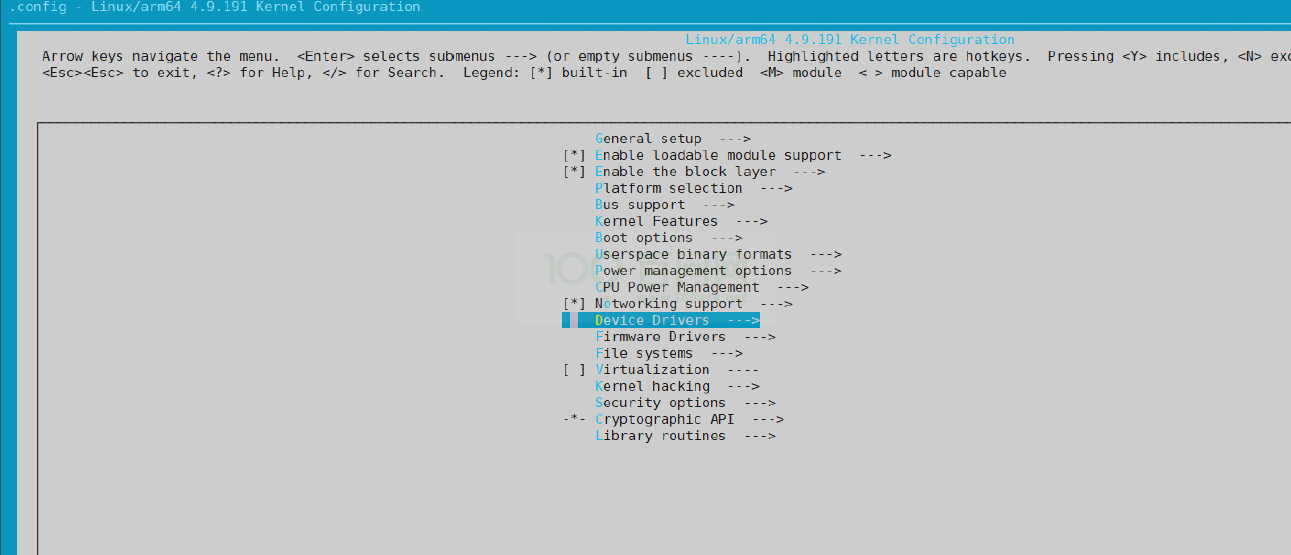 .config - Linux/arm64 4.9.191 Kernel Configuration
Linux/arm64 4.9.191 Kernel Configuration
Arrow keys navigate the menu.  <Enter> selects submenus ---> (or empty submenus ----).  Highlighted letters are hotkeys.  Pressing <Y> includes, <N> exc
<Esc><Esc> to exit, <?> for Help, </> for Search.  Legend: [*] built-in  [ ] excluded  <M> module  < > module capable
General setup  --->
[*] Enable loadable module support  --->
[*] Enable the block layer  --->
Platform selection  --->
Bus support  --->
Kernel Features  --->
Boot options  --->
Userspace binary formats  --->
Power management options  --->
CPU Power Management  --->
[*] Networking support  --->
Device Drivers  --->
Firmware Drivers  --->
File systems  --->
[ ] Virtualization  ----
Kernel hacking  --->
Security options  --->
-*- Cryptographic API  --->
Library routines  --->